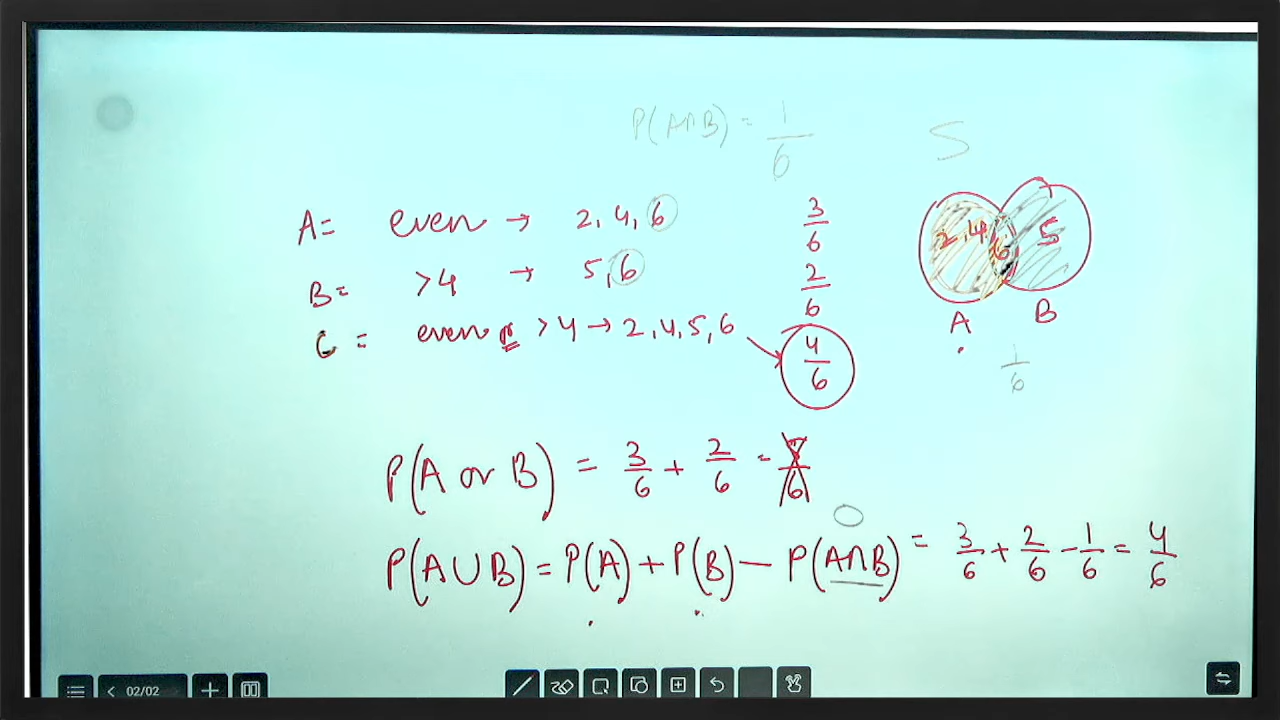 P(A∩B) = 1/6
S
A= even → 2, 4, 6 3/6
B= >4 → 5, 6 2/6
C = even or >4 → 2, 4, 5, 6 4/6
2, 4 6 5
A B
1/6
P(A or B) = 3/6 + 2/6 =
P(A∪B) = P(A) + P(B) − P(A∩B) = 3/6 + 2/6 − 1/6 = 4/6
02/02